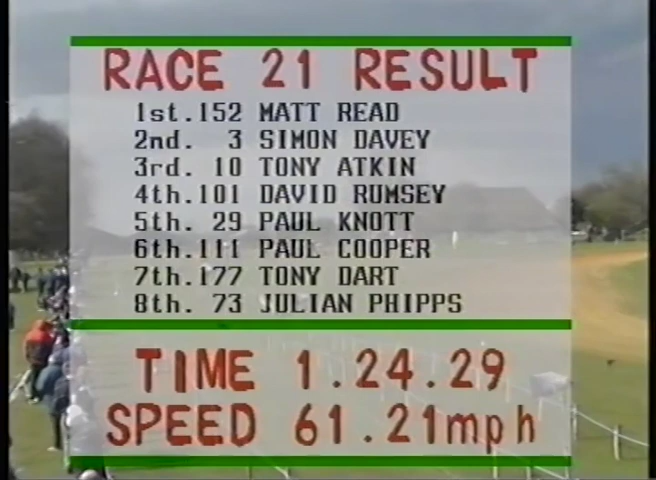 RACE 21 RESULT
1st.152 MATT READ
2nd. 3 SIMON DAVEY
3rd. 10 TONY ATKIN
4th.101 DAVID RUMSEY
5th. 29 PAUL KNOTT
6th.111 PAUL COOPER
7th.177 TONY DART
8th. 73 JULIAN PHIPPS
TIME 1.24.29
SPEED 61.21mph